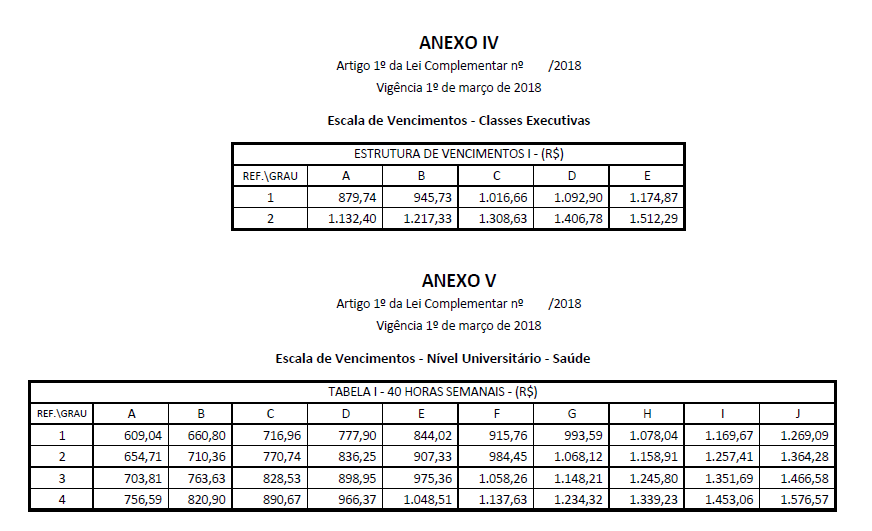 ANEXO IV
Artigo 1º da Lei Complementar nº /2018
Vigência 1º de março de 2018
Escala de Vencimentos - Classes Executivas
ESTRUTURA DE VENCIMENTOS I - (R$)
REF.\GRAU A B C D E
1 879,74 945,73 1.016,66 1.092,90 1.174,87
2 1.132,40 1.217,33 1.308,63 1.406,78 1.512,29
ANEXO V
Artigo 1º da Lei Complementar nº /2018
Vigência 1º de março de 2018
Escala de Vencimentos - Nível Universitário - Saúde
TABELA I - 40 HORAS SEMANAIS - (R$)
REF.\GRAU A B C D E F G H I J
1 609,04 660,80 716,96 777,90 844,02 915,76 993,59 1.078,04 1.169,67 1.269,09
2 654,71 710,36 770,74 836,25 907,33 984,45 1.068,12 1.158,91 1.257,41 1.364,28
3 703,81 763,63 828,53 898,95 975,36 1.058,26 1.148,21 1.245,80 1.351,69 1.466,58
4 756,59 820,90 890,67 966,37 1.048,51 1.137,63 1.234,32 1.339,23 1.453,06 1.576,57